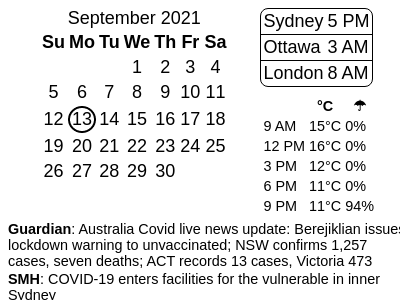 September 2021
Su Mo Tu We Th Fr Sa
1 2 3 4
5 6 7 8 9 10 11
12 13 14 15 16 17 18
19 20 21 22 23 24 25
26 27 28 29 30
Sydney 5 PM
Ottawa 3 AM
London 8 AM
°C ☂
9 AM 15°C 0%
12 PM 16°C 0%
3 PM 12°C 0%
6 PM 11°C 0%
9 PM 11°C 94%
Guardian: Australia Covid live news update: Berejiklian issues
lockdown warning to unvaccinated; NSW confirms 1,257
cases, seven deaths; ACT records 13 cases, Victoria 473
SMH: COVID-19 enters facilities for the vulnerable in inner
Sydney